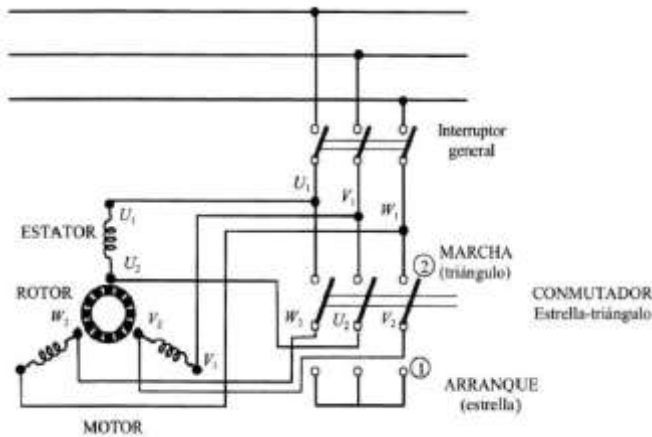 Interruptor
general
U₁
V₁
W₁
U₁
ESTATOR
U₂
MARCHA
(triángulo)
②
CONMUTADOR
Estrella-triángulo
ROTOR
W₂
V₂
W₂
U₂
V₂
V₁
①
ARRANQUE
(estrella)
MOTOR